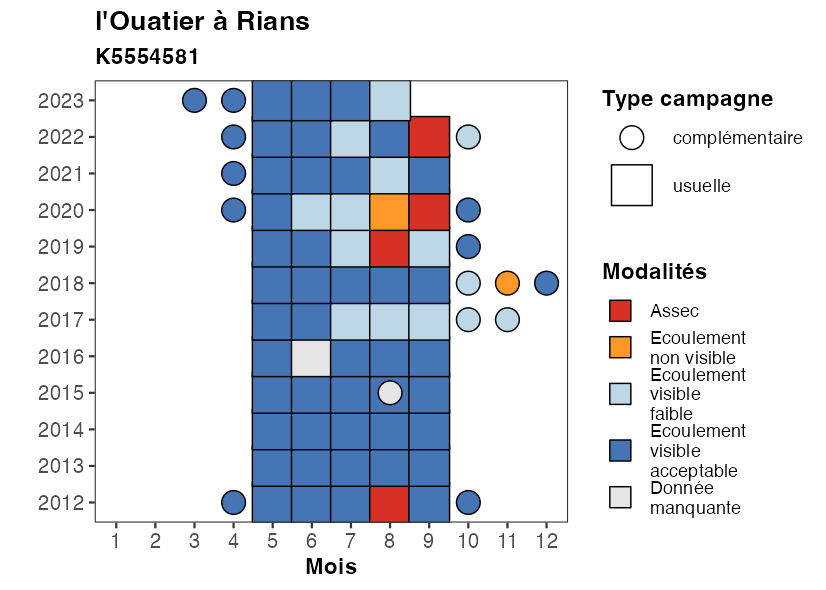 l'Ouatier à Rians
K5554581
2023
2022
2021
2020
2019
2018
2017
2016
2015
2014
2013
2012
1 2 3 4 5 6 7 8 9 10 11 12
Mois
Type campagne
complémentaire
usuelle
Modalités
Assec
Ecoulement
non visible
Ecoulement
visible
faible
Ecoulement
visible
acceptable
Donnée
manquante